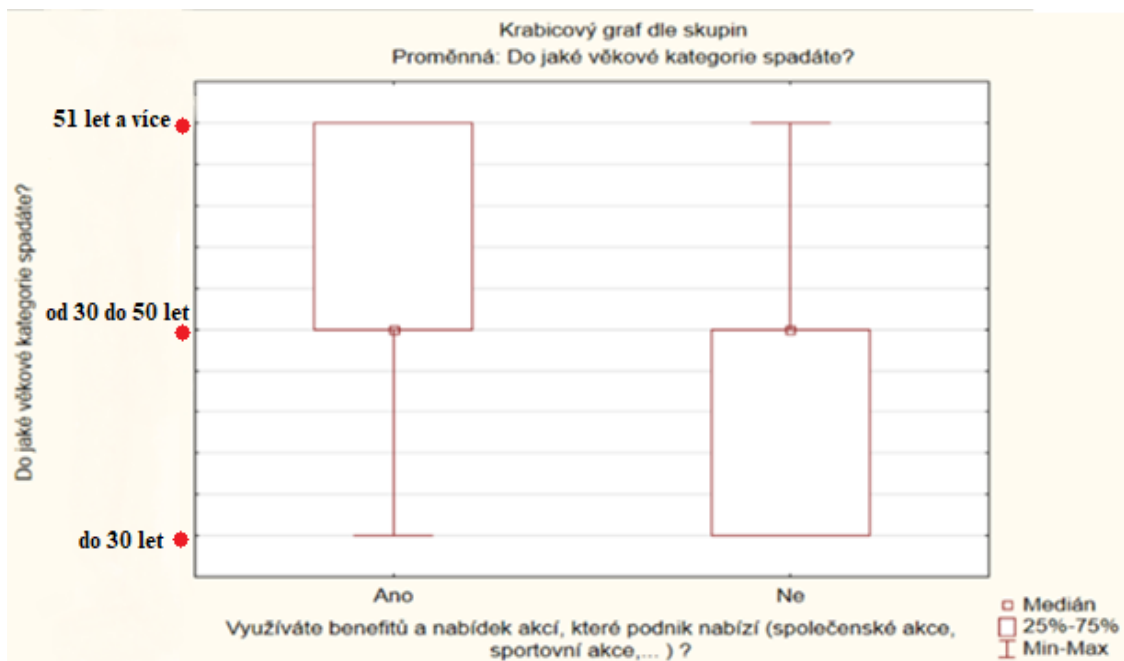 Krabicový graf dle skupin
Proměnná: Do jaké věkové kategorie spadáte?
51 let a více
od 30 do 50 let
do 30 let
Do jaké věkové kategorie spadáte?
Ano
Ne
Využíváte benefitů a nabídek akcí, které podnik nabízí (společenské akce,
sportovní akce,... ) ?
Medián
25%-75%
Min-Max